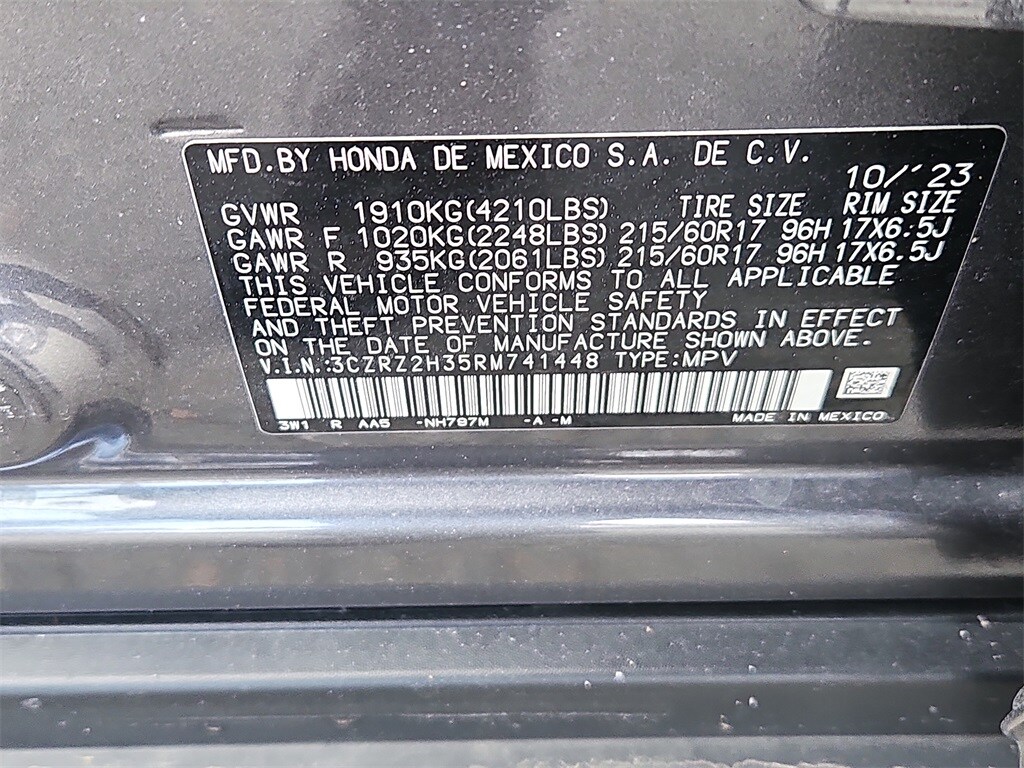 MFD.BY HONDA DE MEXICO S.A. DE C.V.
10/'23
GVWR 1910KG(4210LBS) TIRE SIZE RIM SIZE
GAWR F 1020KG(2248LBS) 215/60R17 96H 17X6.5J
GAWR R 935KG(2061LBS) 215/60R17 96H 17X6.5J
THIS VEHICLE CONFORMS TO ALL APPLICABLE
FEDERAL MOTOR VEHICLE SAFETY
AND THEFT PREVENTION STANDARDS IN EFFECT
ON THE DATE OF MANUFACTURE SHOWN ABOVE.
V.I.N.:3CZRZ2H35RM741448 TYPE:MPV
3W1 R AA5 -NH797M -A -M MADE IN MEXICO